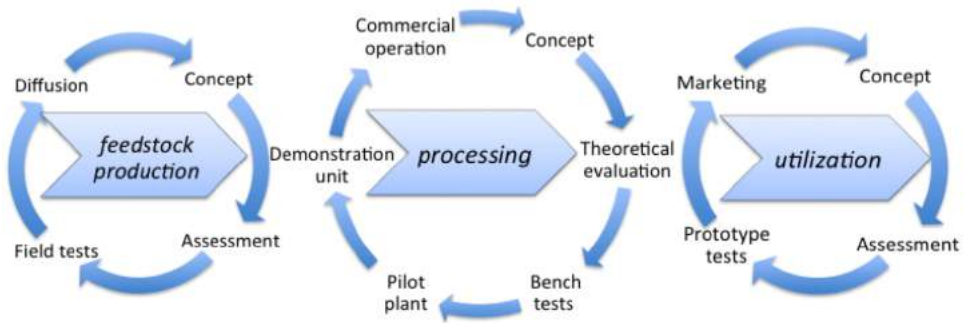 Diffusion
Concept
feedstock
production
Field tests
Assessment
Commercial
operation
Concept
Demonstration
unit
processing
Theoretical
evaluation
Pilot
plant
Bench
tests
Marketing
Concept
utilization
Prototype
tests
Assessment